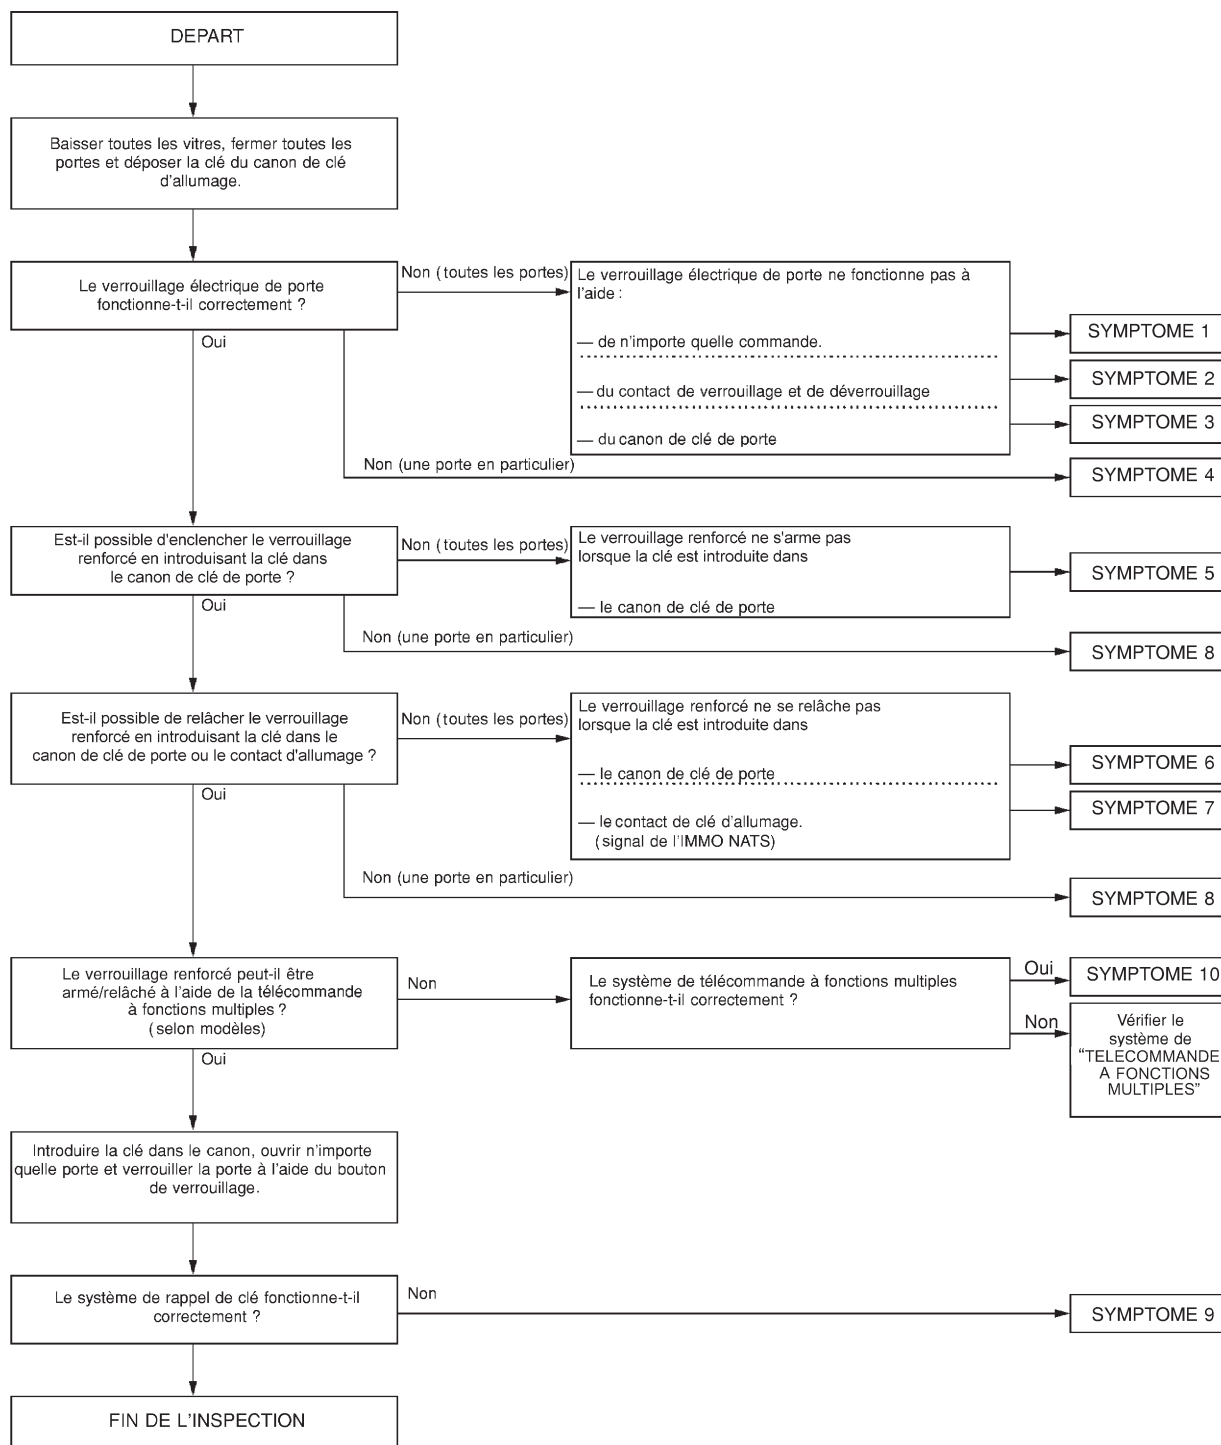 DEPART
Baisser toutes les vitres, fermer toutes les
portes et déposer la clé du canon de clé
d'allumage.
Le verrouillage électrique de porte
fonctionne-t-il correctement ?
Non (toutes les portes)
Le verrouillage électrique de porte ne fonctionne pas à
l'aide :
— de n'importe quelle commande.
SYMPTOME 1
— du contact de verrouillage et de déverrouillage
SYMPTOME 2
— du canon de clé de porte
SYMPTOME 3
Oui
Non (une porte en particulier)
SYMPTOME 4
Est-il possible d'enclencher le verrouillage
renforcé en introduisant la clé dans
le canon de clé de porte ?
Non (toutes les portes)
Le verrouillage renforcé ne s'arme pas
lorsque la clé est introduite dans
— le canon de clé de porte
SYMPTOME 5
Oui
Non (une porte en particulier)
SYMPTOME 8
Est-il possible de relâcher le verrouillage
renforcé en introduisant la clé dans le
canon de clé de porte ou le contact d'allumage ?
Non (toutes les portes)
Le verrouillage renforcé ne se relâche pas
lorsque la clé est introduite dans
— le canon de clé de porte
SYMPTOME 6
— le contact de clé d'allumage.
(signal de l'IMMO NATS)
SYMPTOME 7
Oui
Non (une porte en particulier)
SYMPTOME 8
Le verrouillage renforcé peut-il être
armé/relâché à l'aide de la télécommande
à fonctions multiples ?
(selon modèles)
Non
Le système de télécommande à fonctions multiples
fonctionne-t-il correctement ?
Oui
SYMPTOME 10
Non
Vérifier le
système de
“TELECOMMANDE
A FONCTIONS
MULTIPLES”
Oui
Introduire la clé dans le canon, ouvrir n'importe
quelle porte et verrouiller la porte à l'aide du bouton
de verrouillage.
Le système de rappel de clé fonctionne-t-il
correctement ?
Non
SYMPTOME 9
FIN DE L'INSPECTION